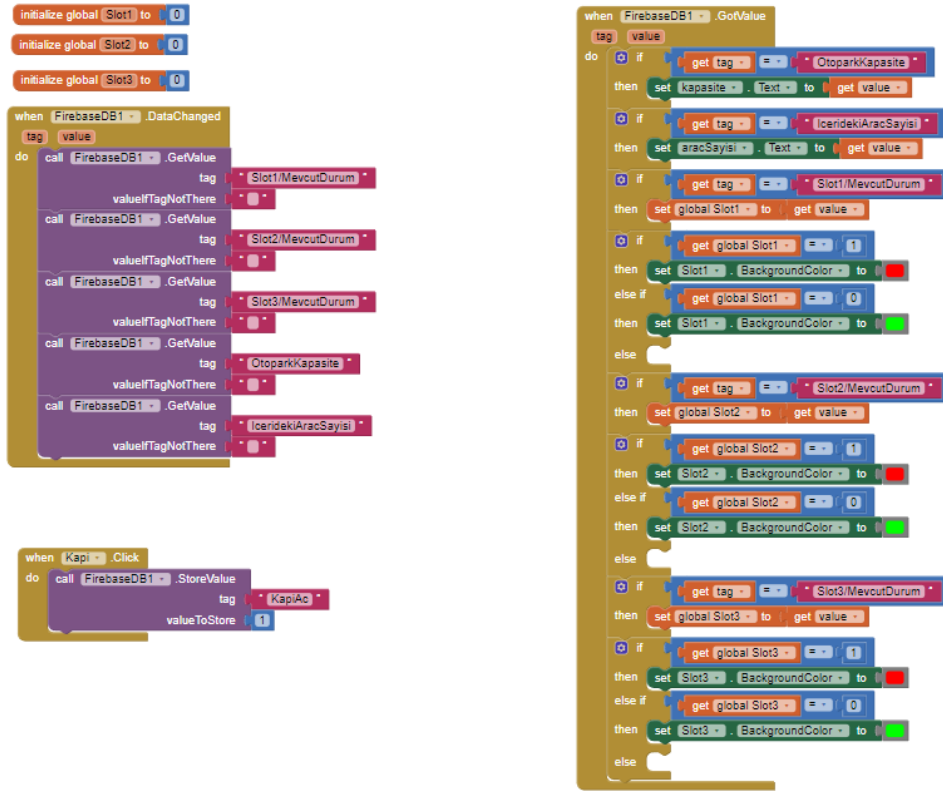 initialize global Slot1 to 0
initialize global Slot2 to 0
initialize global Slot3 to 0
when FirebaseDB1 .DataChanged
tag value
do call FirebaseDB1 .GetValue
tag " Slot1/MevcutDurum "
valueIfTagNotThere " "
call FirebaseDB1 .GetValue
tag " Slot2/MevcutDurum "
valueIfTagNotThere " "
call FirebaseDB1 .GetValue
tag " Slot3/MevcutDurum "
valueIfTagNotThere " "
call FirebaseDB1 .GetValue
tag " OtoparkKapasite "
valueIfTagNotThere " "
call FirebaseDB1 .GetValue
tag " IceridekiAracSayisi "
valueIfTagNotThere " "
when Kapi .Click
do call FirebaseDB1 .StoreValue
tag " KapiAc "
valueToStore 1
when FirebaseDB1 .GotValue
tag value
do if get tag = " OtoparkKapasite "
then set kapasite . Text to get value
if get tag = " IceridekiAracSayisi "
then set aracSayisi . Text to get value
if get tag = " Slot1/MevcutDurum "
then set global Slot1 to get value
if get global Slot1 = 1
then set Slot1 . BackgroundColor to
else if get global Slot1 = 0
then set Slot1 . BackgroundColor to
else
if get tag = " Slot2/MevcutDurum "
then set global Slot2 to get value
if get global Slot2 = 1
then set Slot2 . BackgroundColor to
else if get global Slot2 = 0
then set Slot2 . BackgroundColor to
else
if get tag = " Slot3/MevcutDurum "
then set global Slot3 to get value
if get global Slot3 = 1
then set Slot3 . BackgroundColor to
else if get global Slot3 = 0
then set Slot3 . BackgroundColor to
else